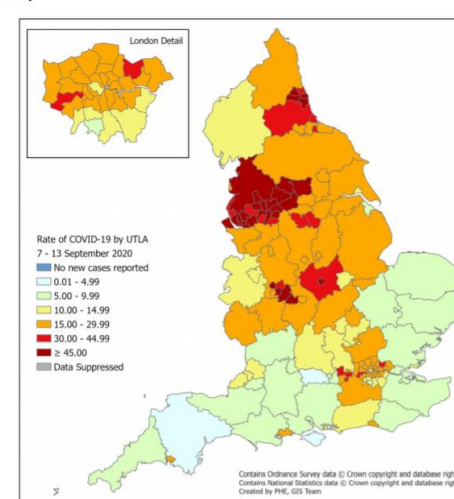 London Detail
Rate of COVID-19 by UTLA
7 - 13 September 2020
No new cases reported
0.01 - 4.99
5.00 - 9.99
10.00 - 14.99
15.00 - 29.99
30.00 - 44.99
≥ 45.00
Data Suppressed
Contains Ordnance Survey data © Crown copyright and database righ
Contains National Statistics data © Crown copyright and database righ
Created by PHE, GIS Team